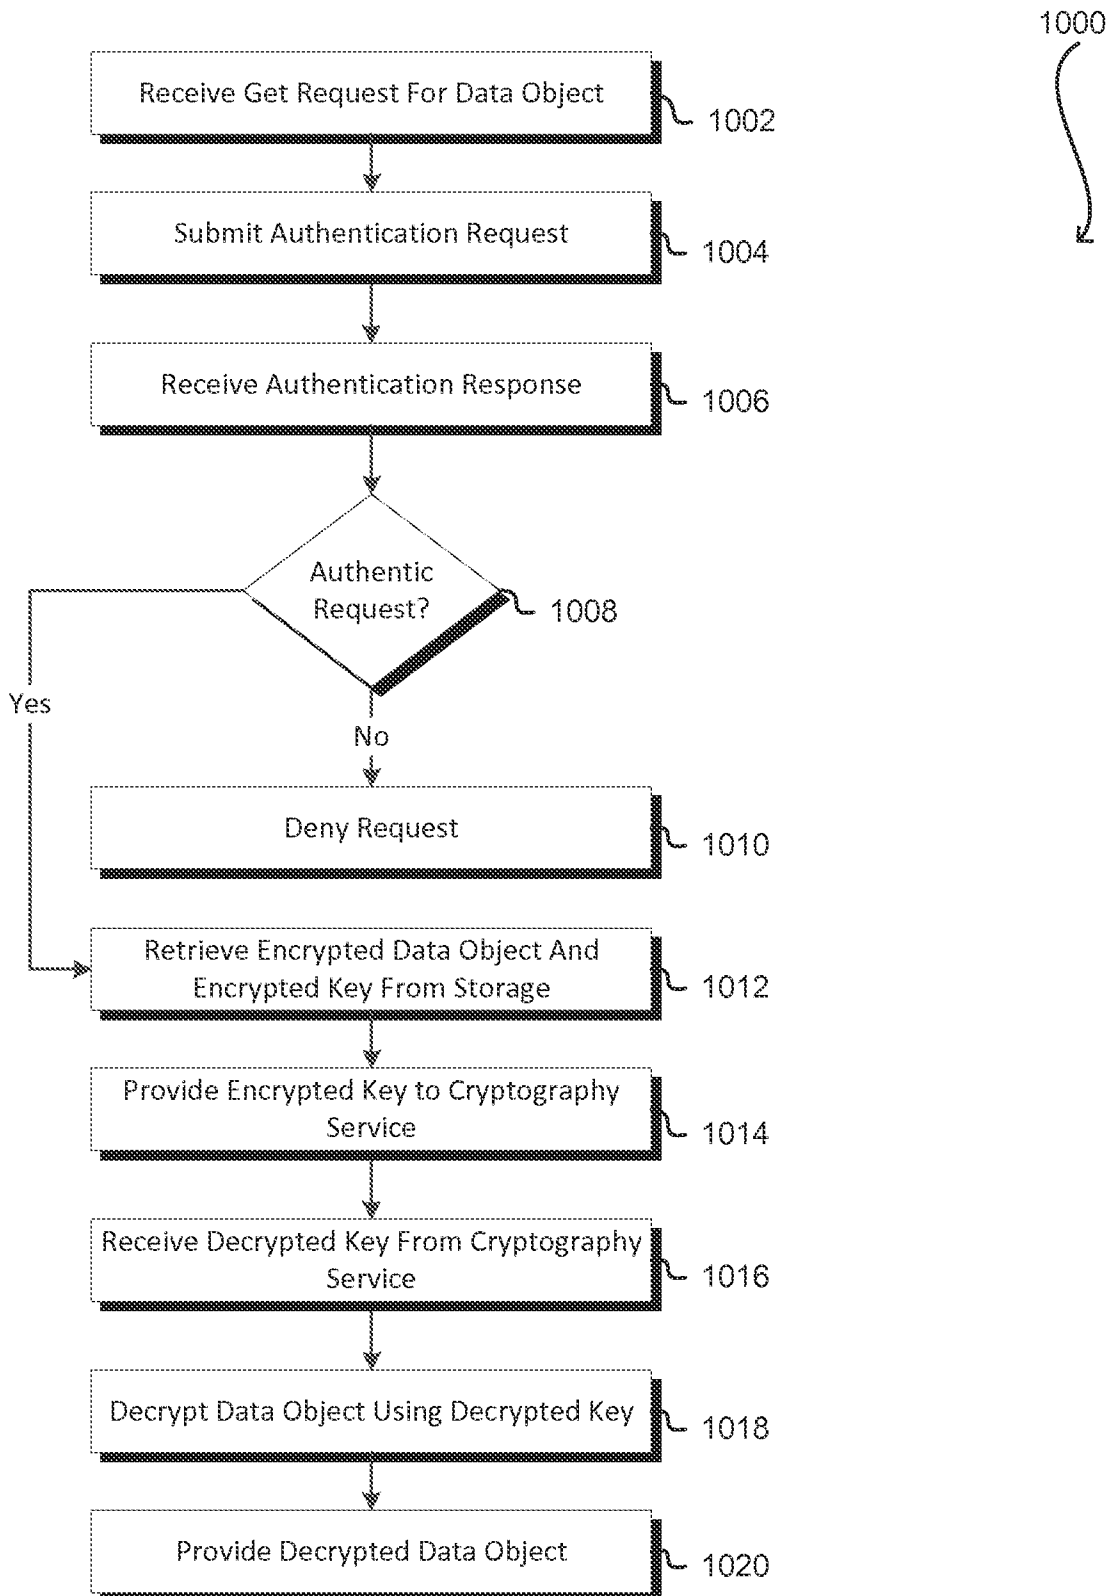 1000
Receive Get Request For Data Object
1002
Submit Authentication Request
1004
Receive Authentication Response
1006
Authentic
Request?
1008
Yes
No
Deny Request
1010
Retrieve Encrypted Data Object And
Encrypted Key From Storage
1012
Provide Encrypted Key to Cryptography
Service
1014
Receive Decrypted Key From Cryptography
Service
1016
Decrypt Data Object Using Decrypted Key
1018
Provide Decrypted Data Object
1020